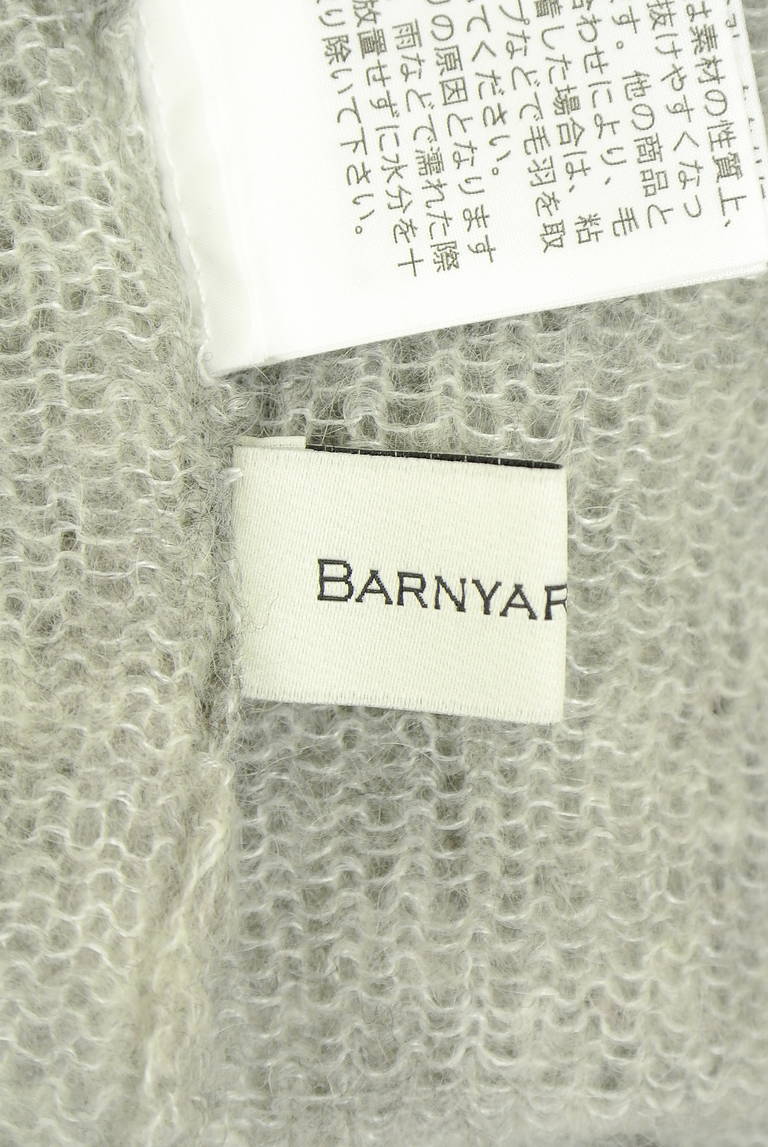 は素材の性質上、
抜けやすくなっ
す。他の商品と
合わせにより、毛
着した場合は、粘
プなどで毛羽を取
てください。
りの原因となります
雨などで濡れた際
放置せずに水分を十
り除いて下さい。
BARNYAR